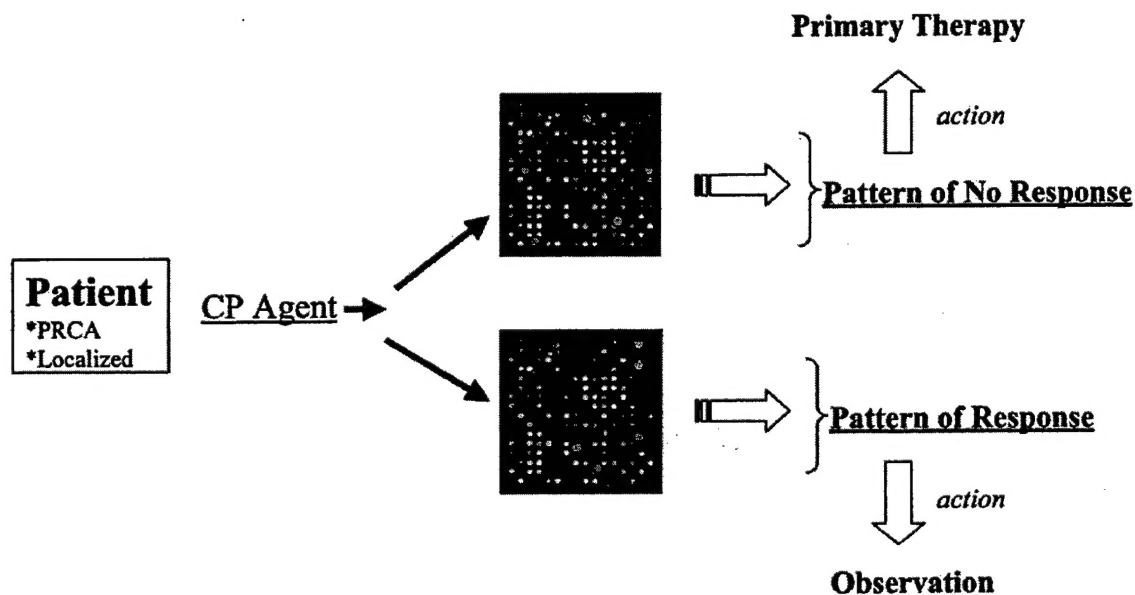 Primary Therapy
action
Pattern of No Response
Patient
*PRCA
*Localized
CP Agent
Pattern of Response
action
Observation